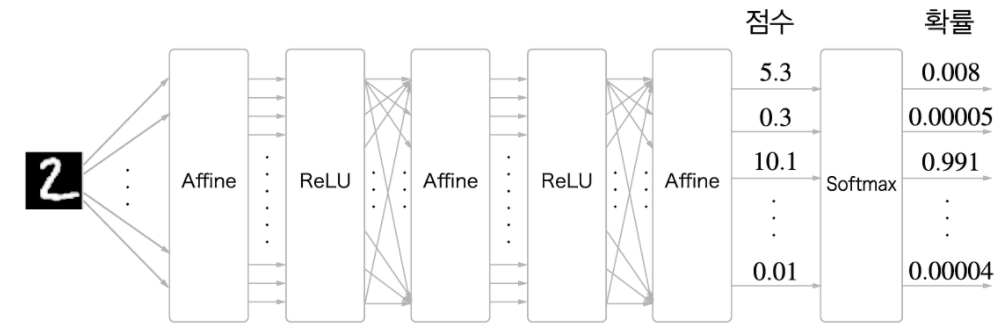 점수
확률
5.3
0.008
0.3
0.00005
10.1
0.991
2
Affine
ReLU
Affine
ReLU
Affine
Softmax
0.01
0.00004